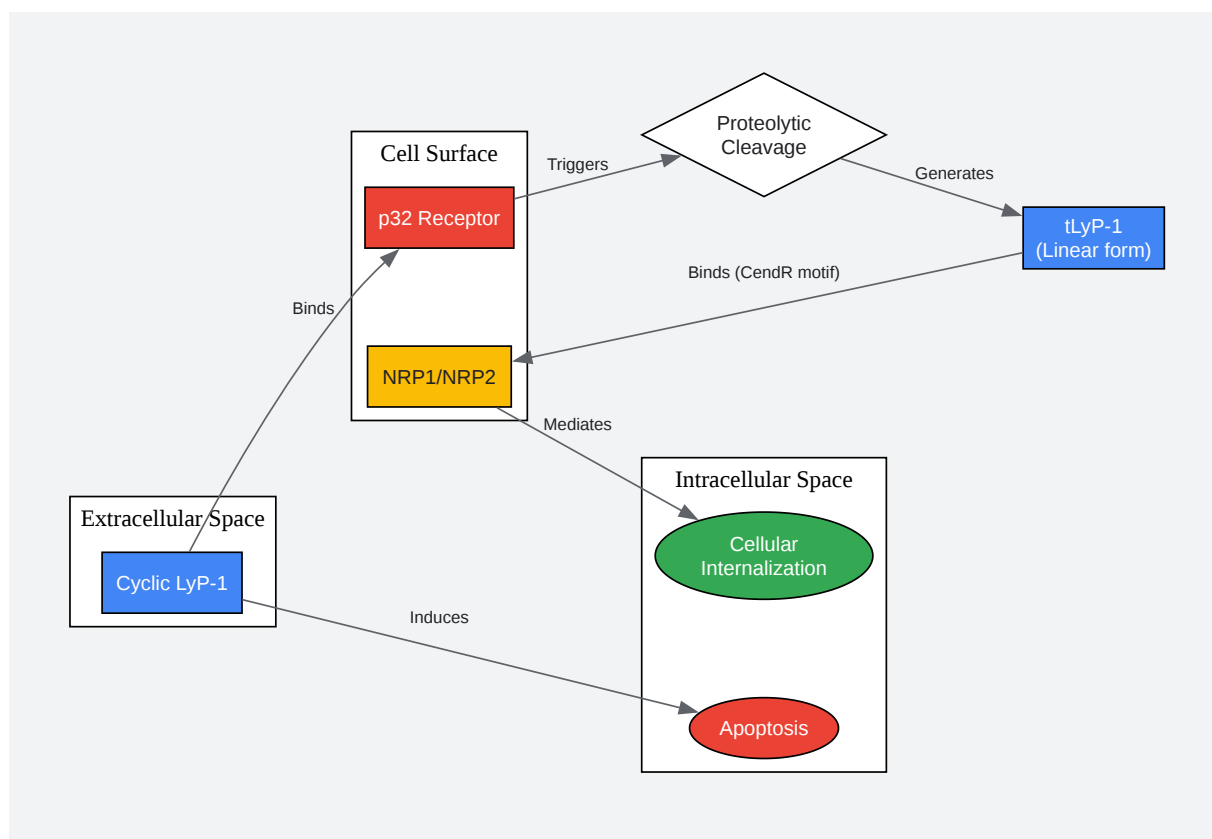 Proteolytic
Cleavage
Cell Surface
Triggers
Generates
p32 Receptor
tLyP-1
(Linear form)
Binds (CendR motif)
Binds
NRP1/NRP2
Mediates
Intracellular Space
Extracellular Space
Cellular
Internalization
Cyclic LyP-1
Induces
Apoptosis